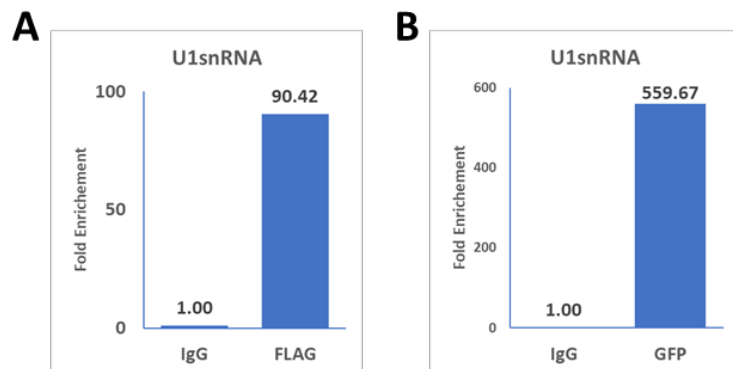 A
U1snRNA
Fold Enrichement
100
50
0
1.00
90.42
IgG
FLAG
B
U1snRNA
Fold Enrichement
600
400
200
0
1.00
559.67
IgG
GFP